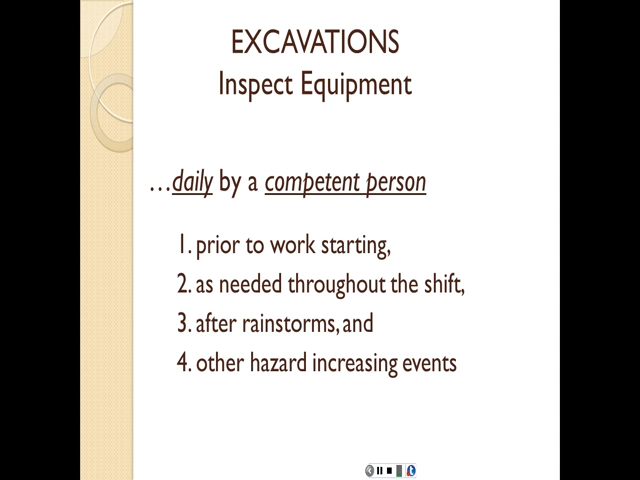 EXCAVATIONS
Inspect Equipment
…daily by a competent person
1. prior to work starting,
2. as needed throughout the shift,
3. after rainstorms, and
4. other hazard increasing events